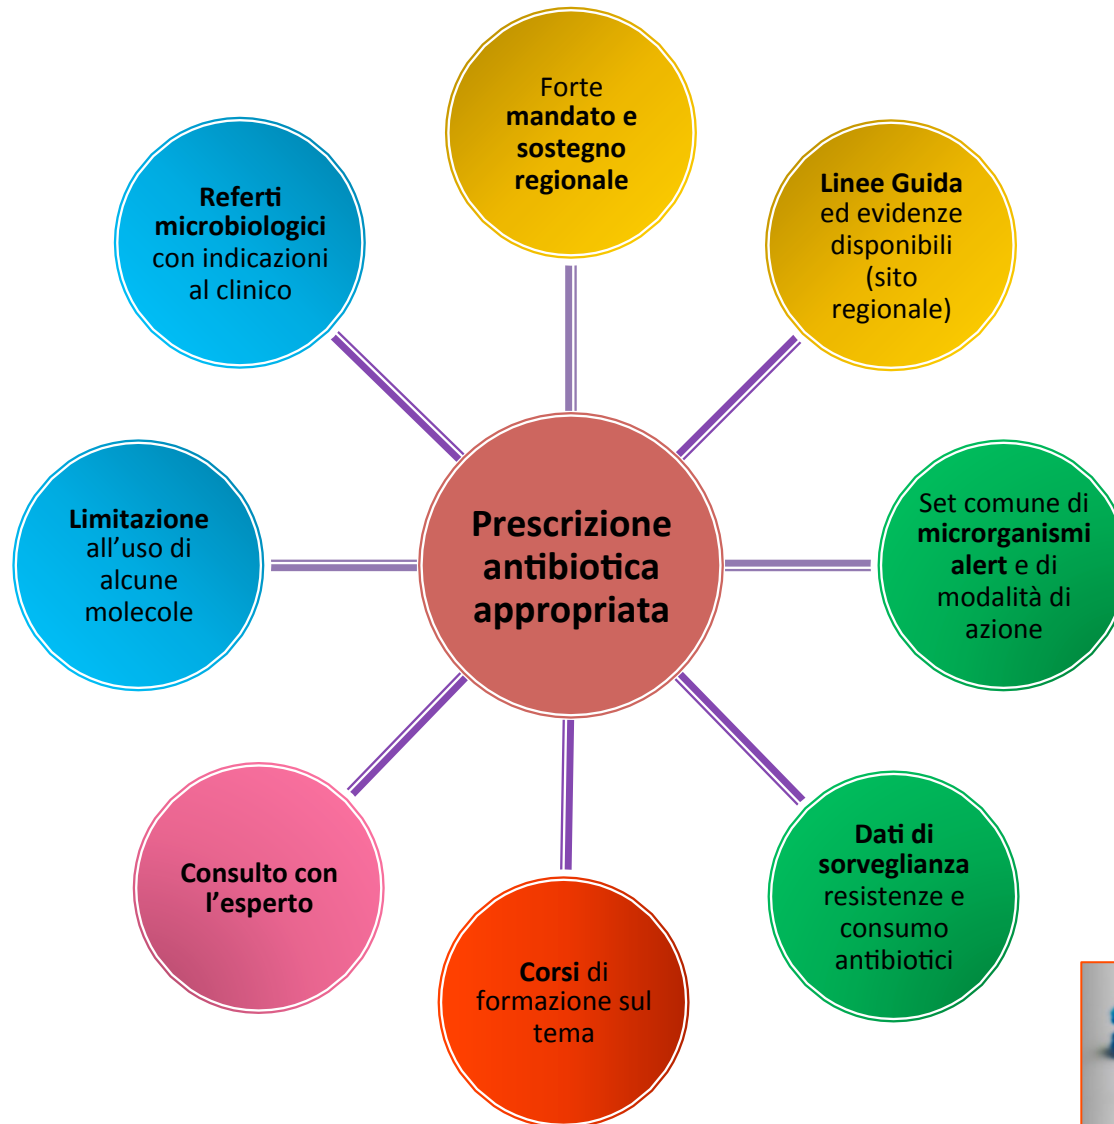 Forte
mandato e
sostegno
regionale
Linee Guida
ed evidenze
disponibili
(sito
regionale)
Set comune di
microrganismi
alert e di
modalità di
azione
Dati di
sorveglianza
resistenze e
consumo
antibiotici
Corsi di
formazione sul
tema
Consulto con
l’esperto
Limitazione
all’uso di
alcune
molecole
Referti
microbiologici
con indicazioni
al clinico
Prescrizione
antibiotica
appropriata